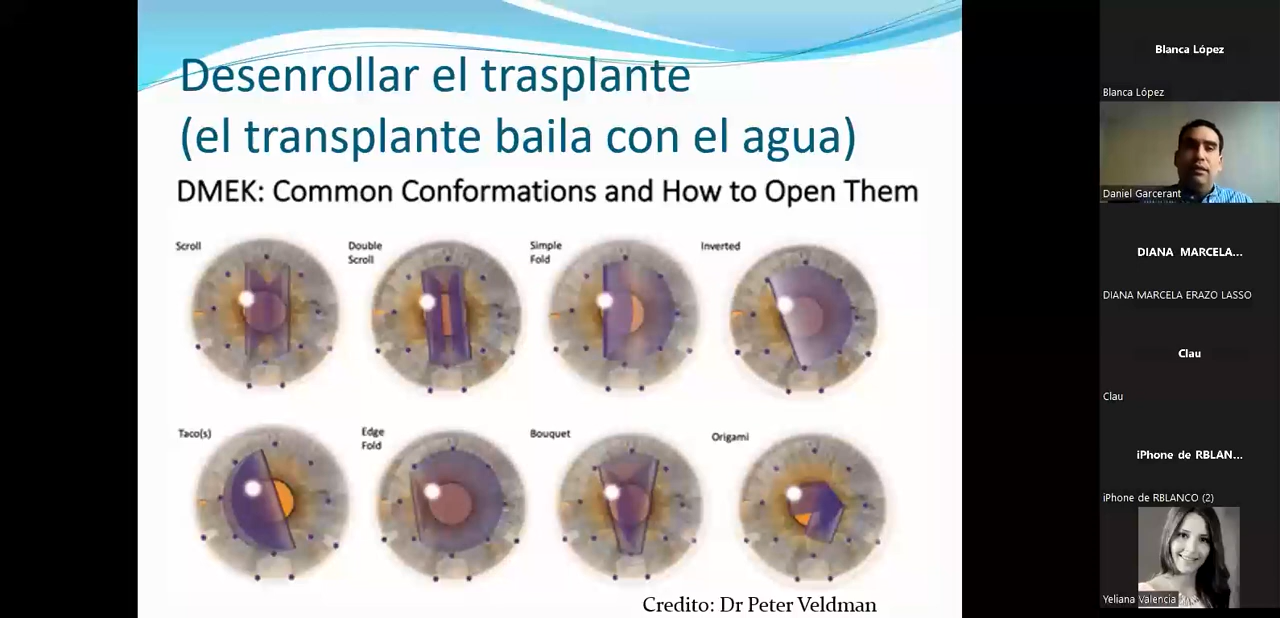 Desenrollar el trasplante
(el transplante baila con el agua)
DMEK: Common Conformations and How to Open Them
Scroll
Double
Scroll
Simple
Fold
Inverted
Taco(s)
Edge
Fold
Bouquet
Origami
Credito: Dr Peter Veldman
Blanca López
Blanca López
Daniel Garcerant
DIANA MARCELA...
DIANA MARCELA ERAZO LASSO
Clau
Clau
iPhone de RBLAN...
iPhone de RBLANCO (2)
Yeliana Valencia